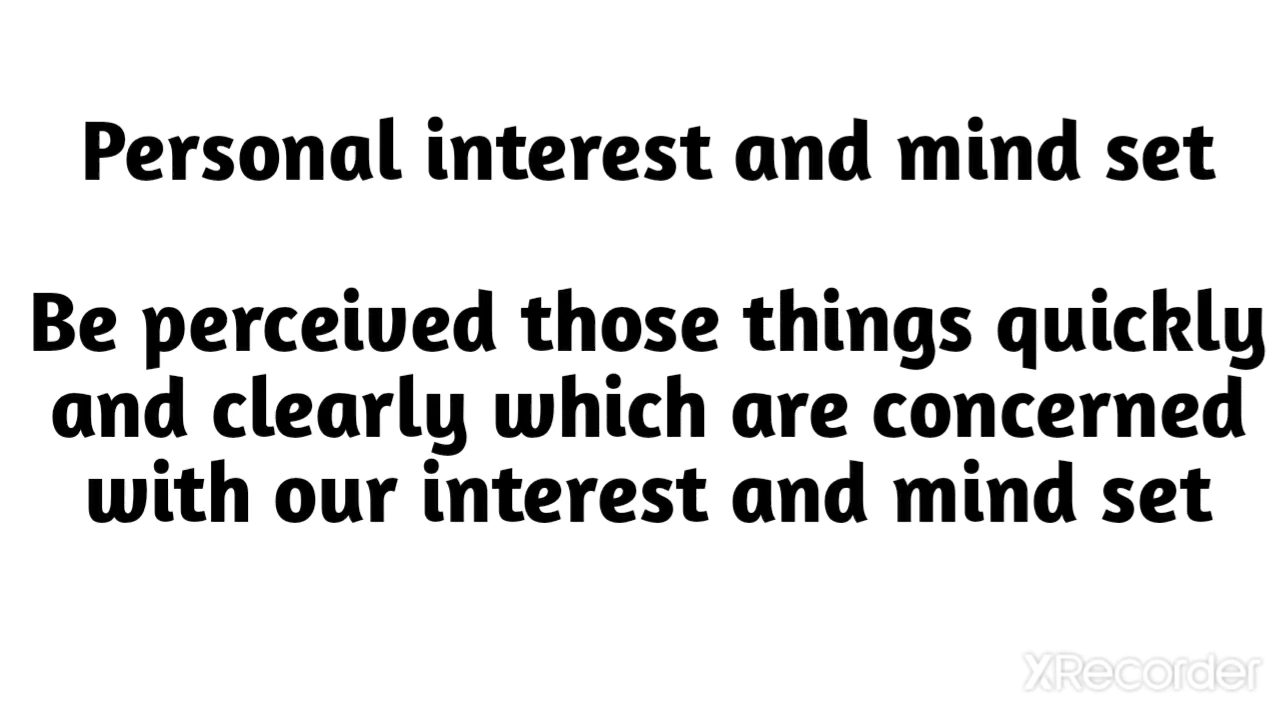 Personal interest and mind set
Be perceived those things quickly
and clearly which are concerned
with our interest and mind set
XRecorder